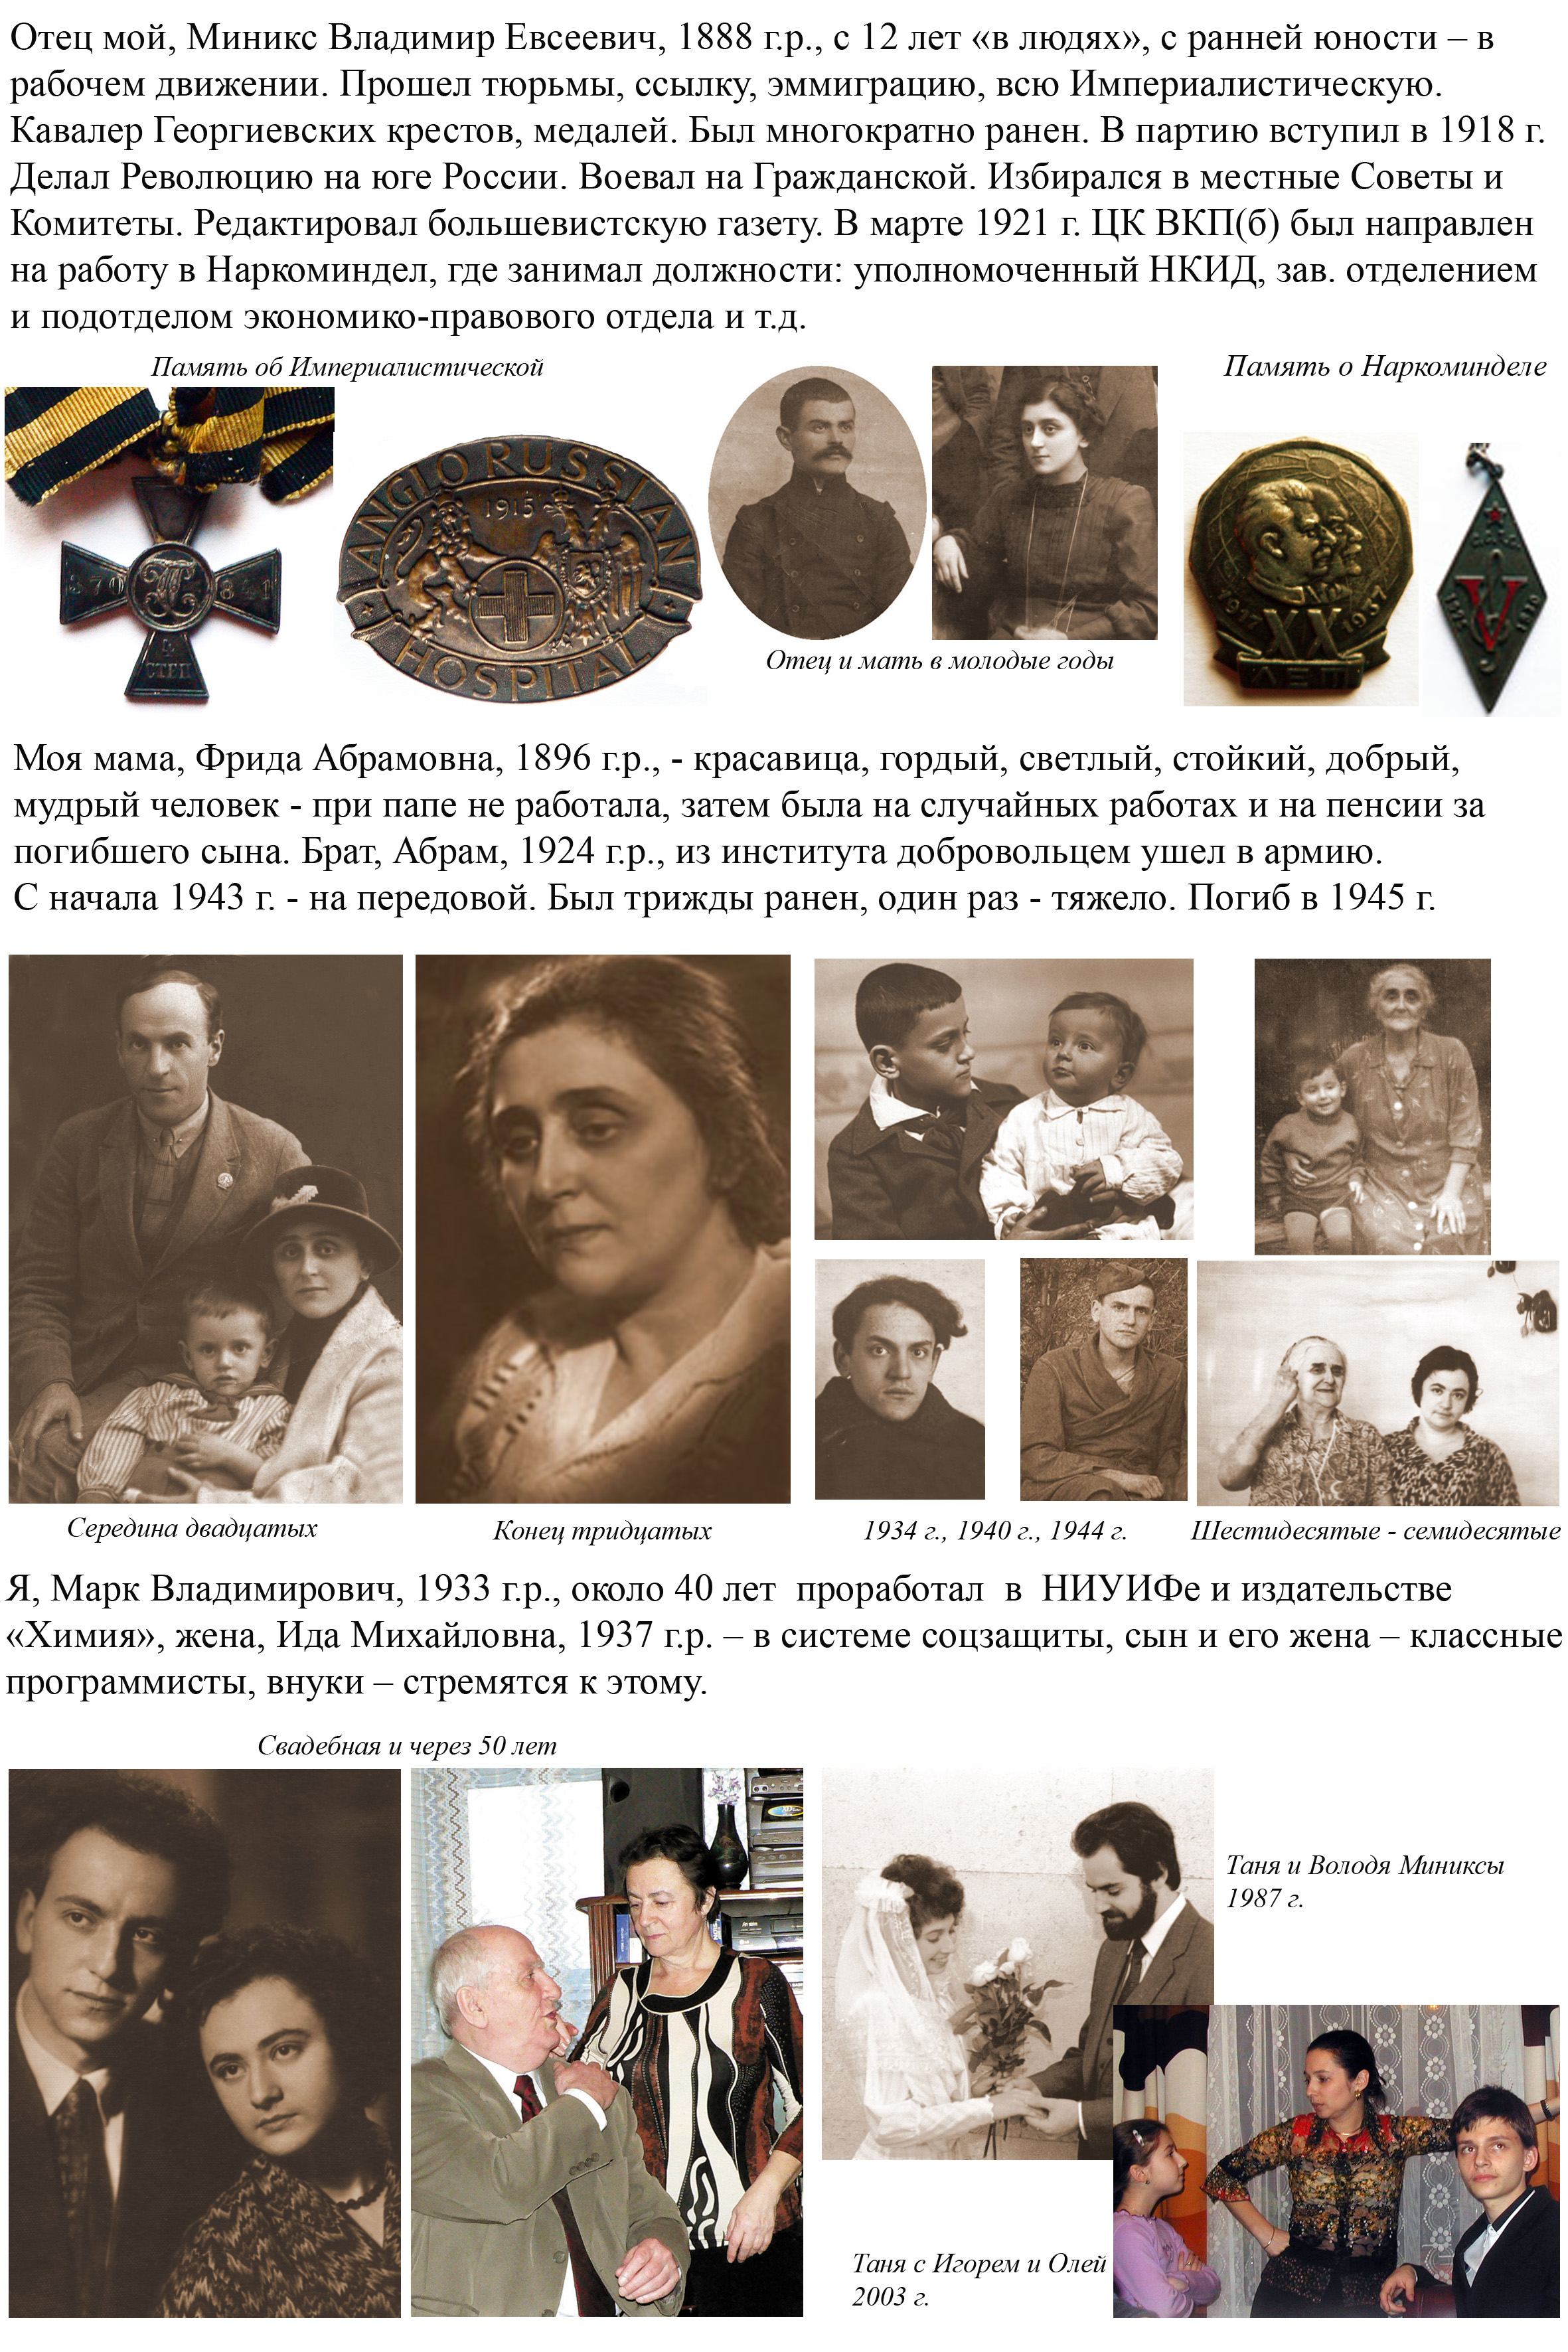 Отец мой, Миникс Владимир Евсеевич, 1888 г.р., с 12 лет «в людях», с ранней юности – в
рабочем движении. Прошел тюрьмы, ссылку, эммиграцию, всю Империалистическую.
Кавалер Георгиевских крестов, медалей. Был многократно ранен. В партию вступил в 1918 г.
Делал Революцию на юге России. Воевал на Гражданской. Избирался в местные Советы и
Комитеты. Редактировал большевистскую газету. В марте 1921 г. ЦК ВКП(б) был направлен
на работу в Наркоминдел, где занимал должности: уполномоченный НКИД, зав. отделением
и подотделом экономико-правового отдела и т.д.
Память об Империалистической
Память о Наркоминделе
370 841
4
СТЕП
ANGLO RUSSIAN
1915
HOSPITAL
1917 XX 1937
ЛЕТ
V
Отец и мать в молодые годы
Моя мама, Фрида Абрамовна, 1896 г.р., - красавица, гордый, светлый, стойкий, добрый,
мудрый человек - при папе не работала, затем была на случайных работах и на пенсии за
погибшего сына. Брат, Абрам, 1924 г.р., из института добровольцем ушел в армию.
С начала 1943 г. - на передовой. Был трижды ранен, один раз - тяжело. Погиб в 1945 г.
Середина двадцатых
Конец тридцатых
1934 г., 1940 г., 1944 г.
Шестидесятые - семидесятые
Я, Марк Владимирович, 1933 г.р., около 40 лет проработал в НИУИФе и издательстве
«Химия», жена, Ида Михайловна, 1937 г.р. – в системе соцзащиты, сын и его жена – классные
программисты, внуки – стремятся к этому.
Свадебная и через 50 лет
Таня и Володя Миниксы
1987 г.
Таня с Игорем и Олей
2003 г.